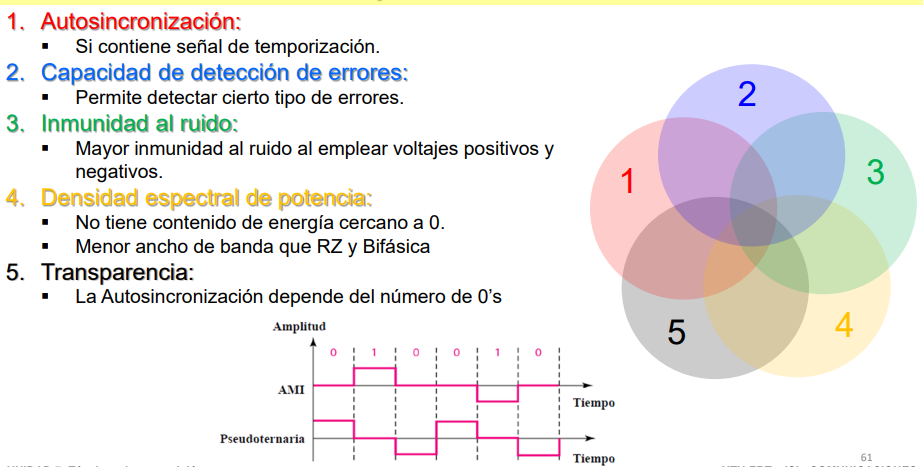 1. Autosincronización:
▪ Si contiene señal de temporización.
2. Capacidad de detección de errores:
▪ Permite detectar cierto tipo de errores.
3. Inmunidad al ruido:
▪ Mayor inmunidad al ruido al emplear voltajes positivos y
negativos.
4. Densidad espectral de potencia:
▪ No tiene contenido de energía cercano a 0.
▪ Menor ancho de banda que RZ y Bifásica
5. Transparencia:
▪ La Autosincronización depende del número de 0's
2
1
3
5
4
Amplitud
0 1 0 0 1 0
AMI
Tiempo
Pseudoternaria
Tiempo
61